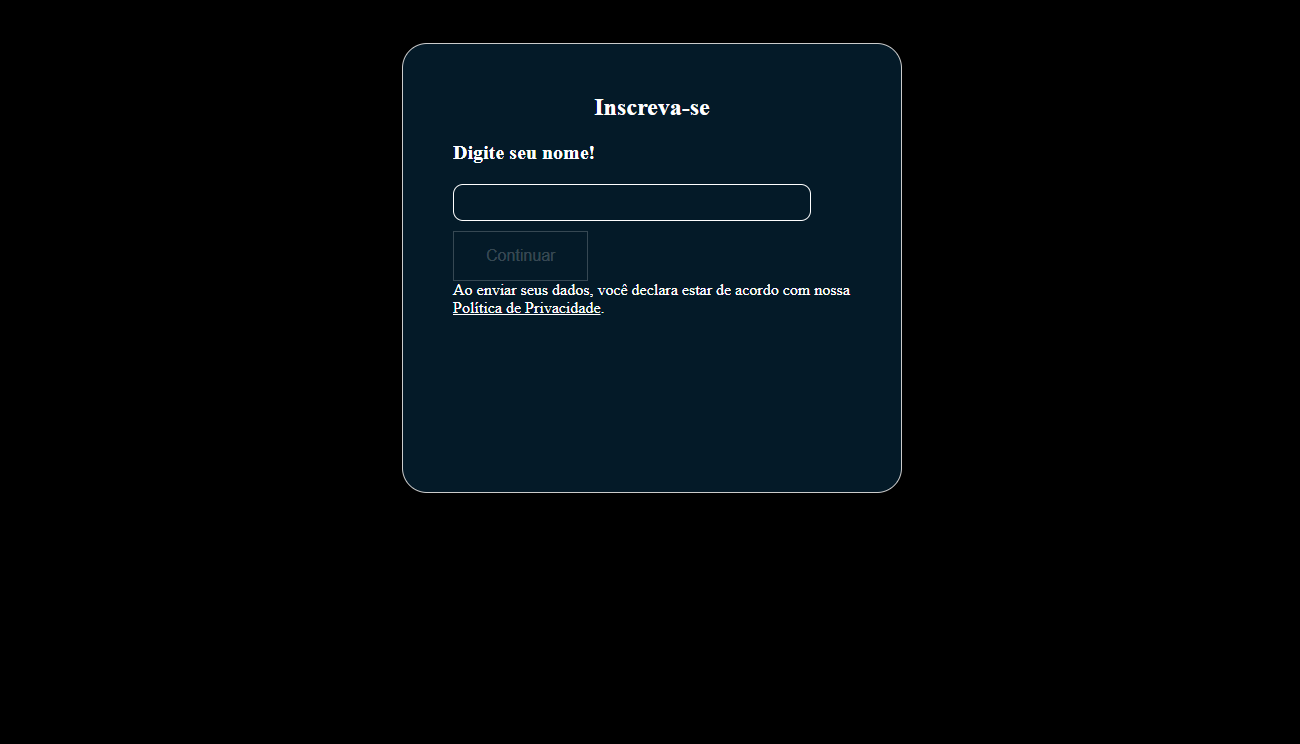 Inscreva-se
Digite seu nome!
Continuar
Ao enviar seus dados, você declara estar de acordo com nossa
Política de Privacidade.